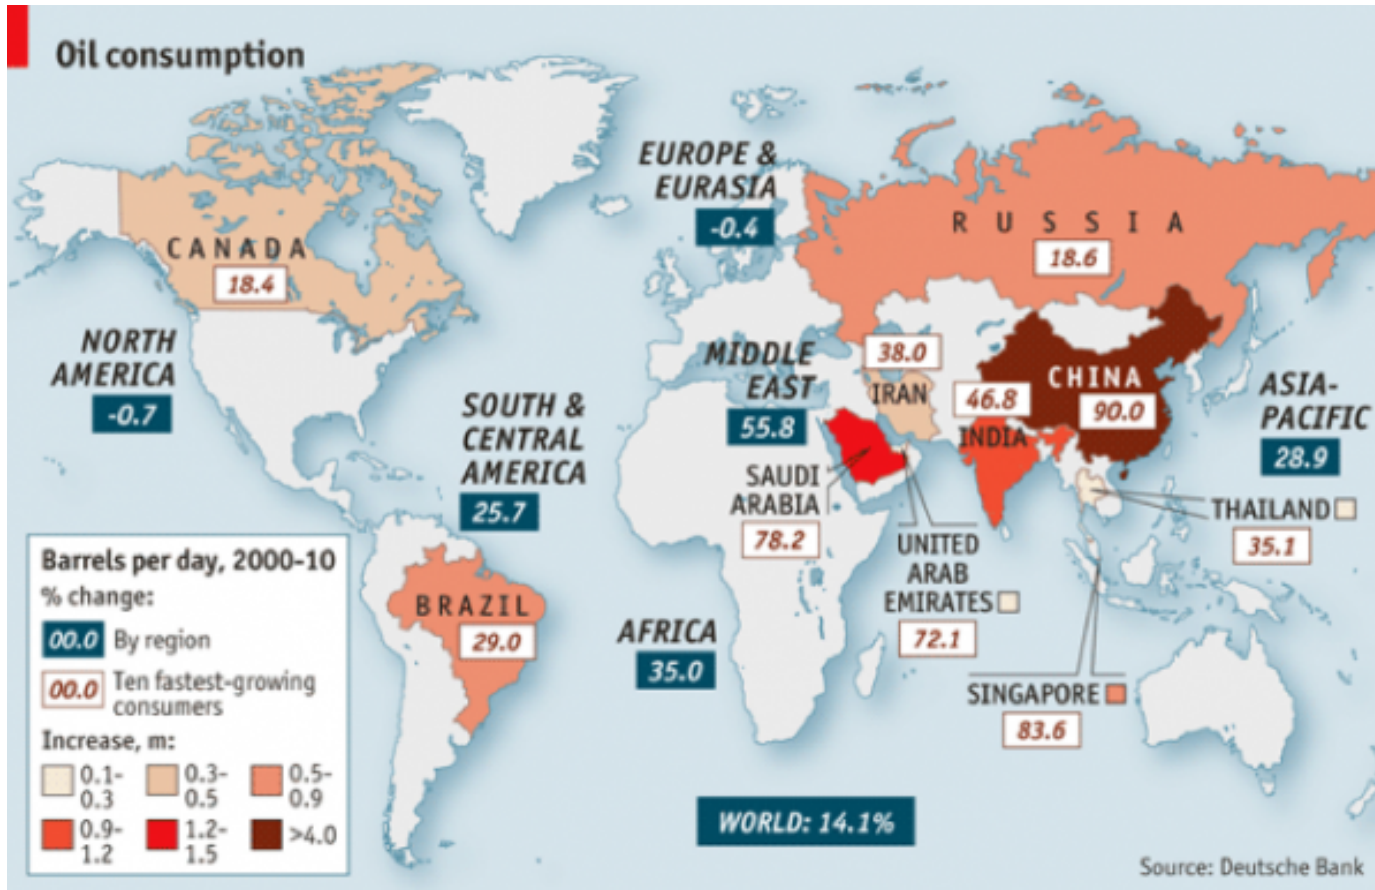 Oil consumption
EUROPE &
EURASIA
-0.4
RUSSIA
18.6
CANADA
18.4
NORTH
AMERICA
-0.7
MIDDLE
EAST
55.8
38.0
IRAN
46.8
INDIA
CHINA
90.0
ASIA-
PACIFIC
28.9
SOUTH &
CENTRAL
AMERICA
25.7
SAUDI
ARABIA
78.2
UNITED
ARAB
EMIRATES
72.1
THAILAND
35.1
BRAZIL
29.0
AFRICA
35.0
SINGAPORE
83.6
Barrels per day, 2000-10
% change:
00.0 By region
00.0 Ten fastest-growing
consumers
Increase, m:
0.1-
0.3
0.3-
0.5
0.5-
0.9
0.9-
1.2
1.2-
1.5
>4.0
WORLD: 14.1%
Source: Deutsche Bank